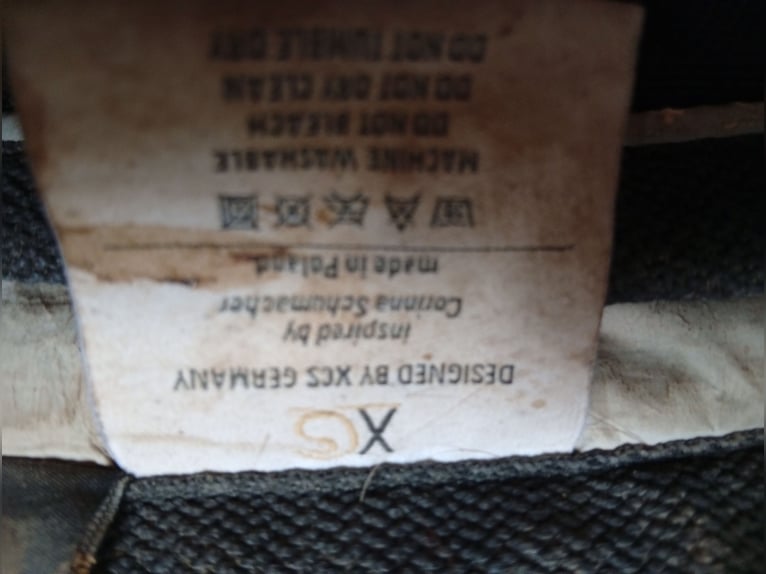 XCS
DESIGNED BY XCS GERMANY
inspired by
Corinna Schumacher
made in Poland
MACHINE WASHABLE
DO NOT BLEACH
DO NOT DRY CLEAN
DO NOT TUMBLE DRY